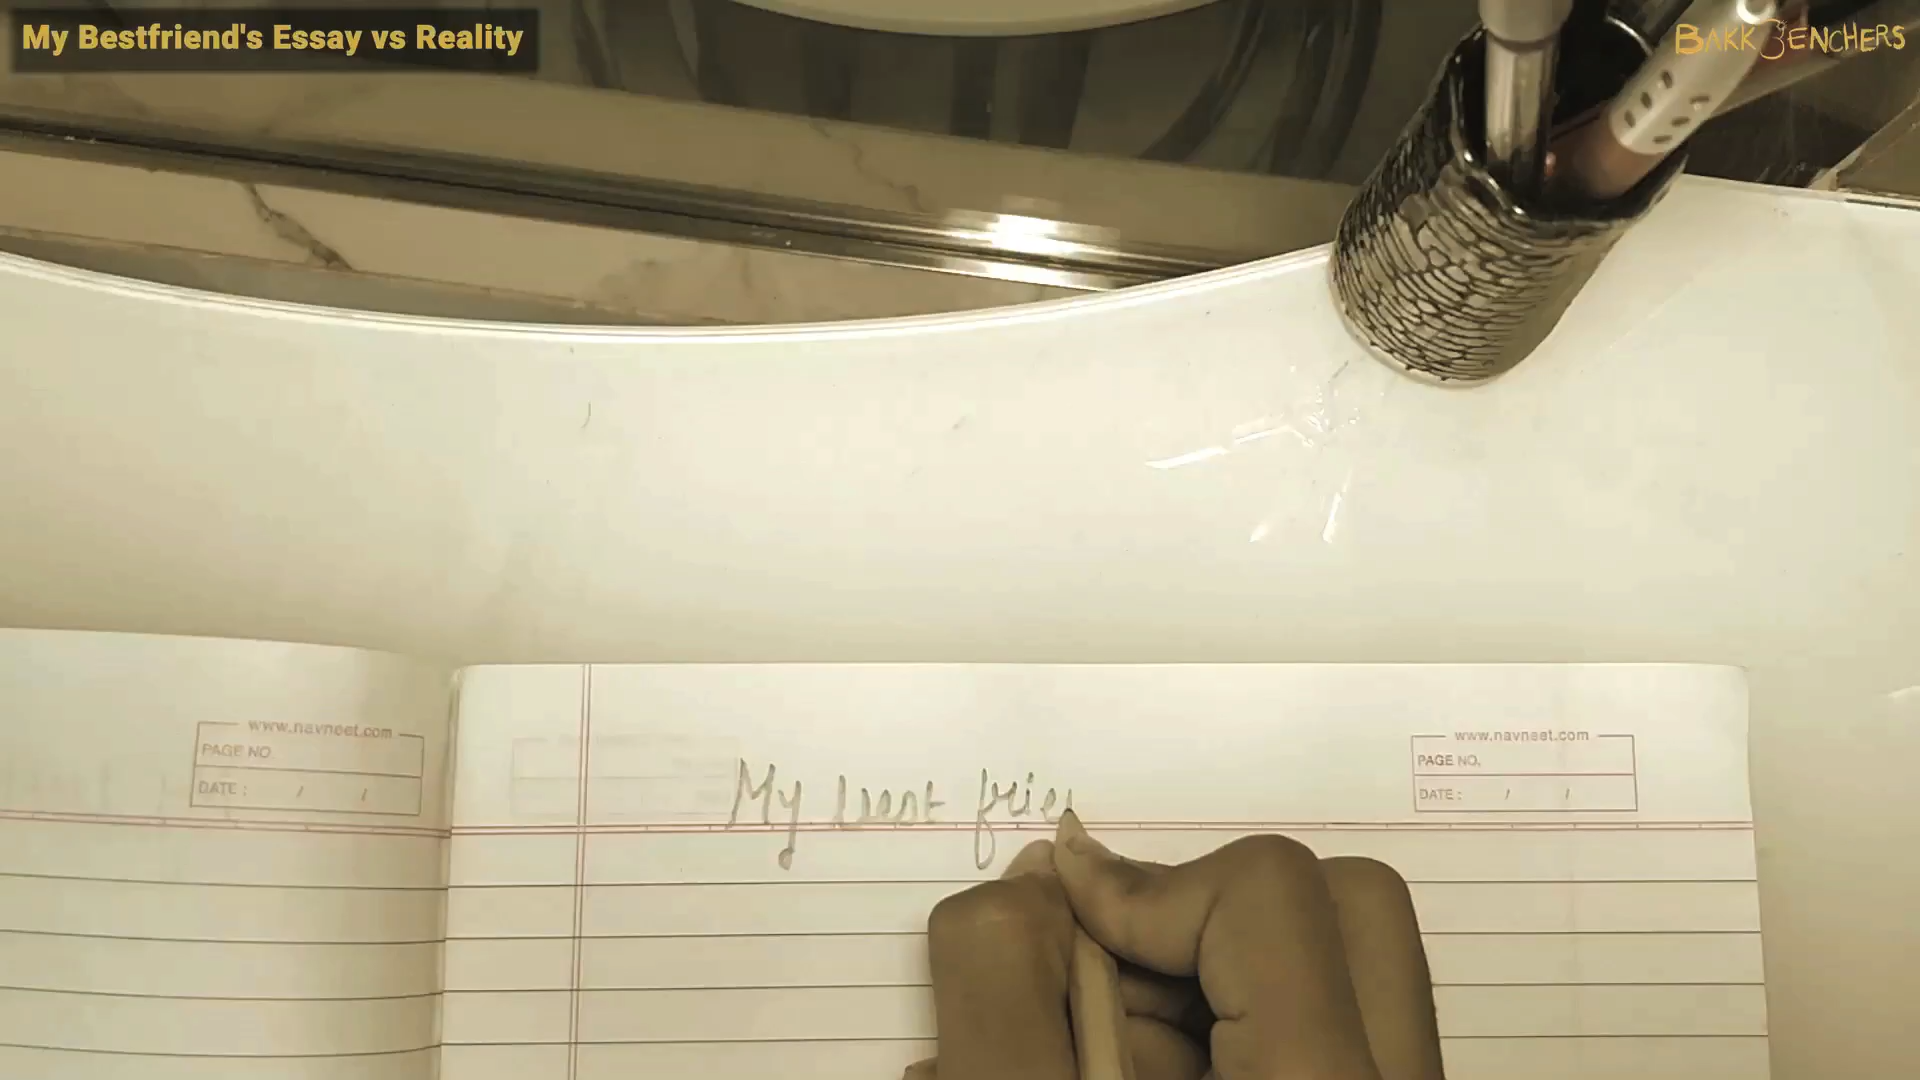 My Bestfriend's Essay vs Reality
BAKKBENCHERS
www.navneet.com
PAGE NO.
DATE : / /
www.navneet.com
PAGE NO.
DATE : / /
My best frie